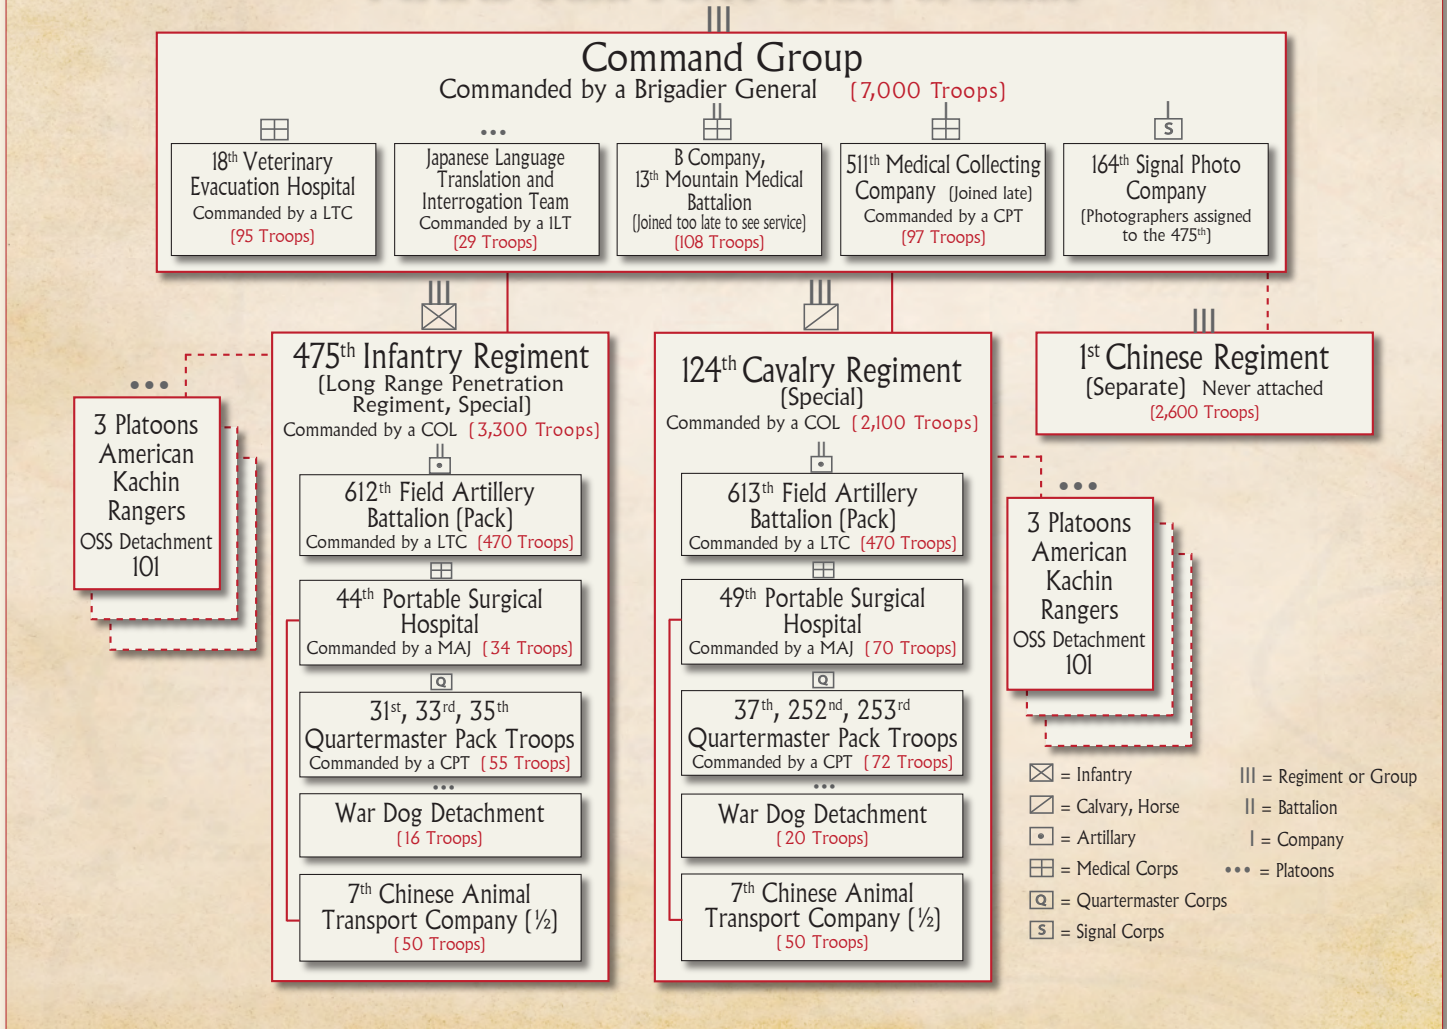 Command Group
Commanded by a Brigadier General (7,000 Troops)
18th Veterinary
Evacuation Hospital
Commanded by a LTC
(95 Troops)
Japanese Language
Translation and
Interrogation Team
Commanded by a 1LT
(29 Troops)
B Company,
13th Mountain Medical
Battalion
(Joined too late to see service)
(108 Troops)
511th Medical Collecting
Company (Joined late)
Commanded by a CPT
(97 Troops)
S
164th Signal Photo
Company
(Photographers assigned
to the 475th)
475th Infantry Regiment
(Long Range Penetration
Regiment, Special)
Commanded by a COL (3,300 Troops)
612th Field Artillery
Battalion (Pack)
Commanded by a LTC (470 Troops)
44th Portable Surgical
Hospital
Commanded by a MAJ (34 Troops)
Q
31st, 33rd, 35th
Quartermaster Pack Troops
Commanded by a CPT (55 Troops)
War Dog Detachment
(16 Troops)
7th Chinese Animal
Transport Company (½)
(50 Troops)
3 Platoons
American
Kachin
Rangers
OSS Detachment
101
124th Cavalry Regiment
(Special)
Commanded by a COL (2,100 Troops)
613th Field Artillery
Battalion (Pack)
Commanded by a LTC (470 Troops)
49th Portable Surgical
Hospital
Commanded by a MAJ (70 Troops)
Q
37th, 252nd, 253rd
Quartermaster Pack Troops
Commanded by a CPT (72 Troops)
War Dog Detachment
(20 Troops)
7th Chinese Animal
Transport Company (½)
(50 Troops)
1st Chinese Regiment
(Separate) Never attached
(2,600 Troops)
3 Platoons
American
Kachin
Rangers
OSS Detachment
101
= Infantry
= Calvary, Horse
= Artillary
= Medical Corps
Q = Quartermaster Corps
S = Signal Corps
= Regiment or Group
= Battalion
= Company
= Platoons